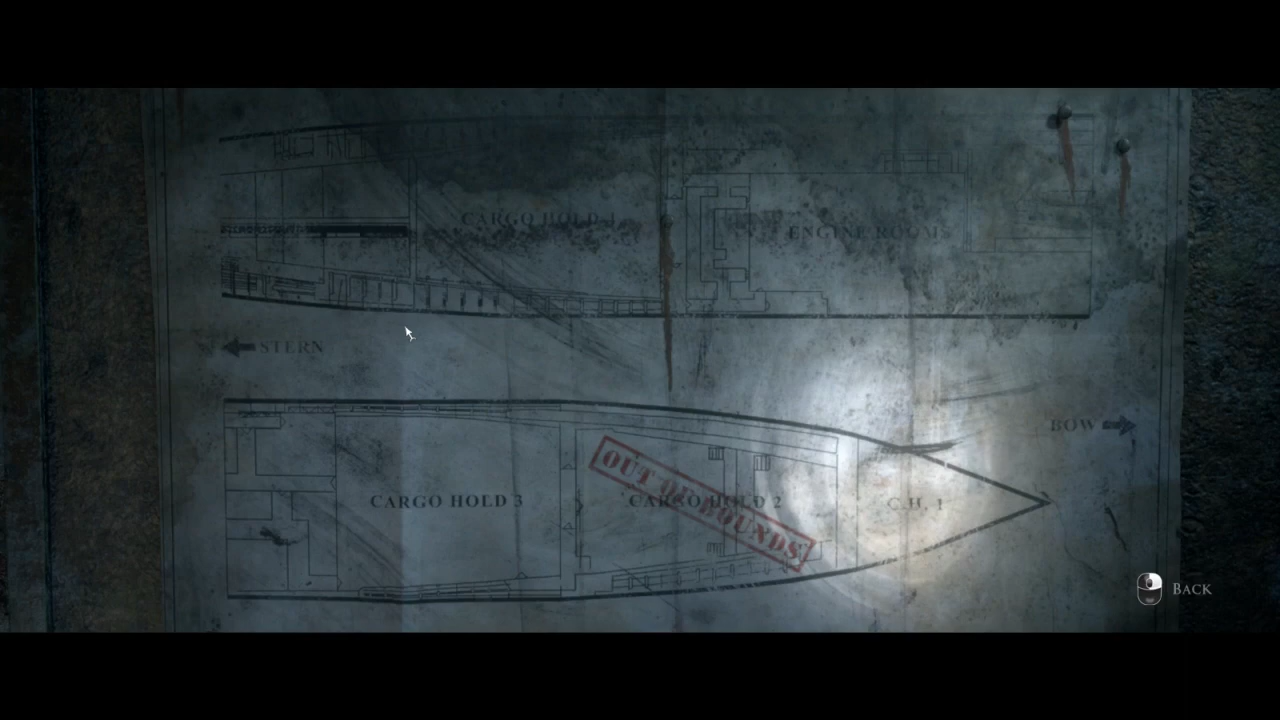 CARGO HOLD 4
ENGINE ROOMS
STERN
BOW
CARGO HOLD 3
CARGO HOLD 2
OUT OF BOUNDS
C.H. 1
BACK